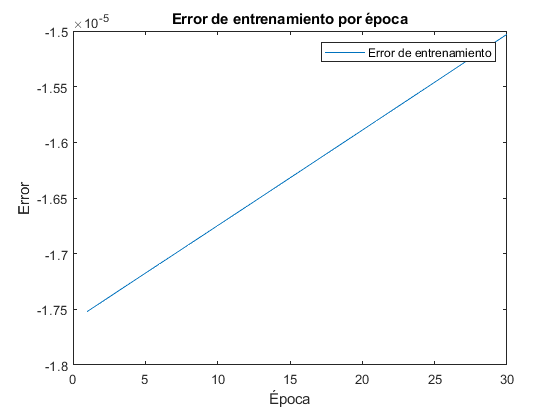 Error de entrenamiento por época
×10-5
Error de entrenamiento
-1.5
-1.55
-1.6
-1.65
-1.7
-1.75
-1.8
Error
0 5 10 15 20 25 30
Época